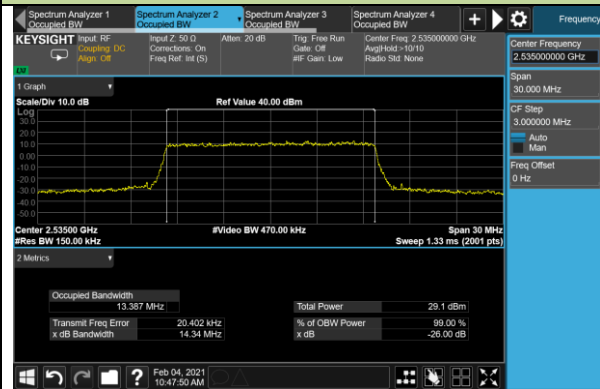 Spectrum Analyzer 1
Occupied BW
Spectrum Analyzer 2
Occupied BW
Spectrum Analyzer 3
Occupied BW
Spectrum Analyzer 4
Occupied BW
+
Frequency
KEYSIGHT
Input: RF
Coupling: DC
Align: Off
Input Z: 50 Ω
Corrections: On
Freq Ref: Int (S)
Atten: 20 dB
Trig: Free Run
Gate: Off
#IF Gain: Low
Center Freq: 2.535000000 GHz
Avg|Hold:>10/10
Radio Std: None
LXI
Center Frequency
2.535000000 GHz
Span
30.000 MHz
CF Step
3.000000 MHz
Auto
Man
Freq Offset
0 Hz
1 Graph
Scale/Div 10.0 dB
Ref Value 40.00 dBm
Log
30.0
20.0
10.0
0.00
-10.0
-20.0
-30.0
-40.0
-50.0
Center 2.53500 GHz
#Video BW 470.00 kHz
Span 30 MHz
#Res BW 150.00 kHz
Sweep 1.33 ms (2001 pts)
2 Metrics
Occupied Bandwidth
13.387 MHz
Total Power
29.1 dBm
Transmit Freq Error
20.402 kHz
% of OBW Power
99.00 %
x dB Bandwidth
14.34 MHz
x dB
-26.00 dB
?
Feb 04, 2021
10:47:50 AM